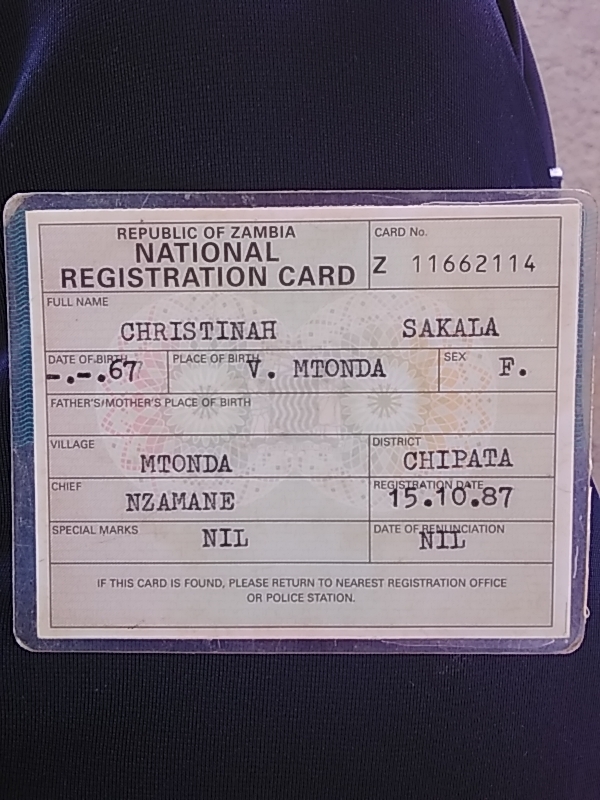 REPUBLIC OF ZAMBIA
NATIONAL
REGISTRATION CARD
CARD No.
Z 11662114
FULL NAME
CHRISTINAH SAKALA
DATE OF BIRTH
-.-.67
PLACE OF BIRTH
V. MTONDA
SEX
F.
FATHER'S/MOTHER'S PLACE OF BIRTH
VILLAGE
MTONDA
DISTRICT
CHIPATA
CHIEF
NZAMANE
REGISTRATION DATE
15.10.87
SPECIAL MARKS
NIL
DATE OF RENUNCIATION
NIL
IF THIS CARD IS FOUND, PLEASE RETURN TO NEAREST REGISTRATION OFFICE
OR POLICE STATION.